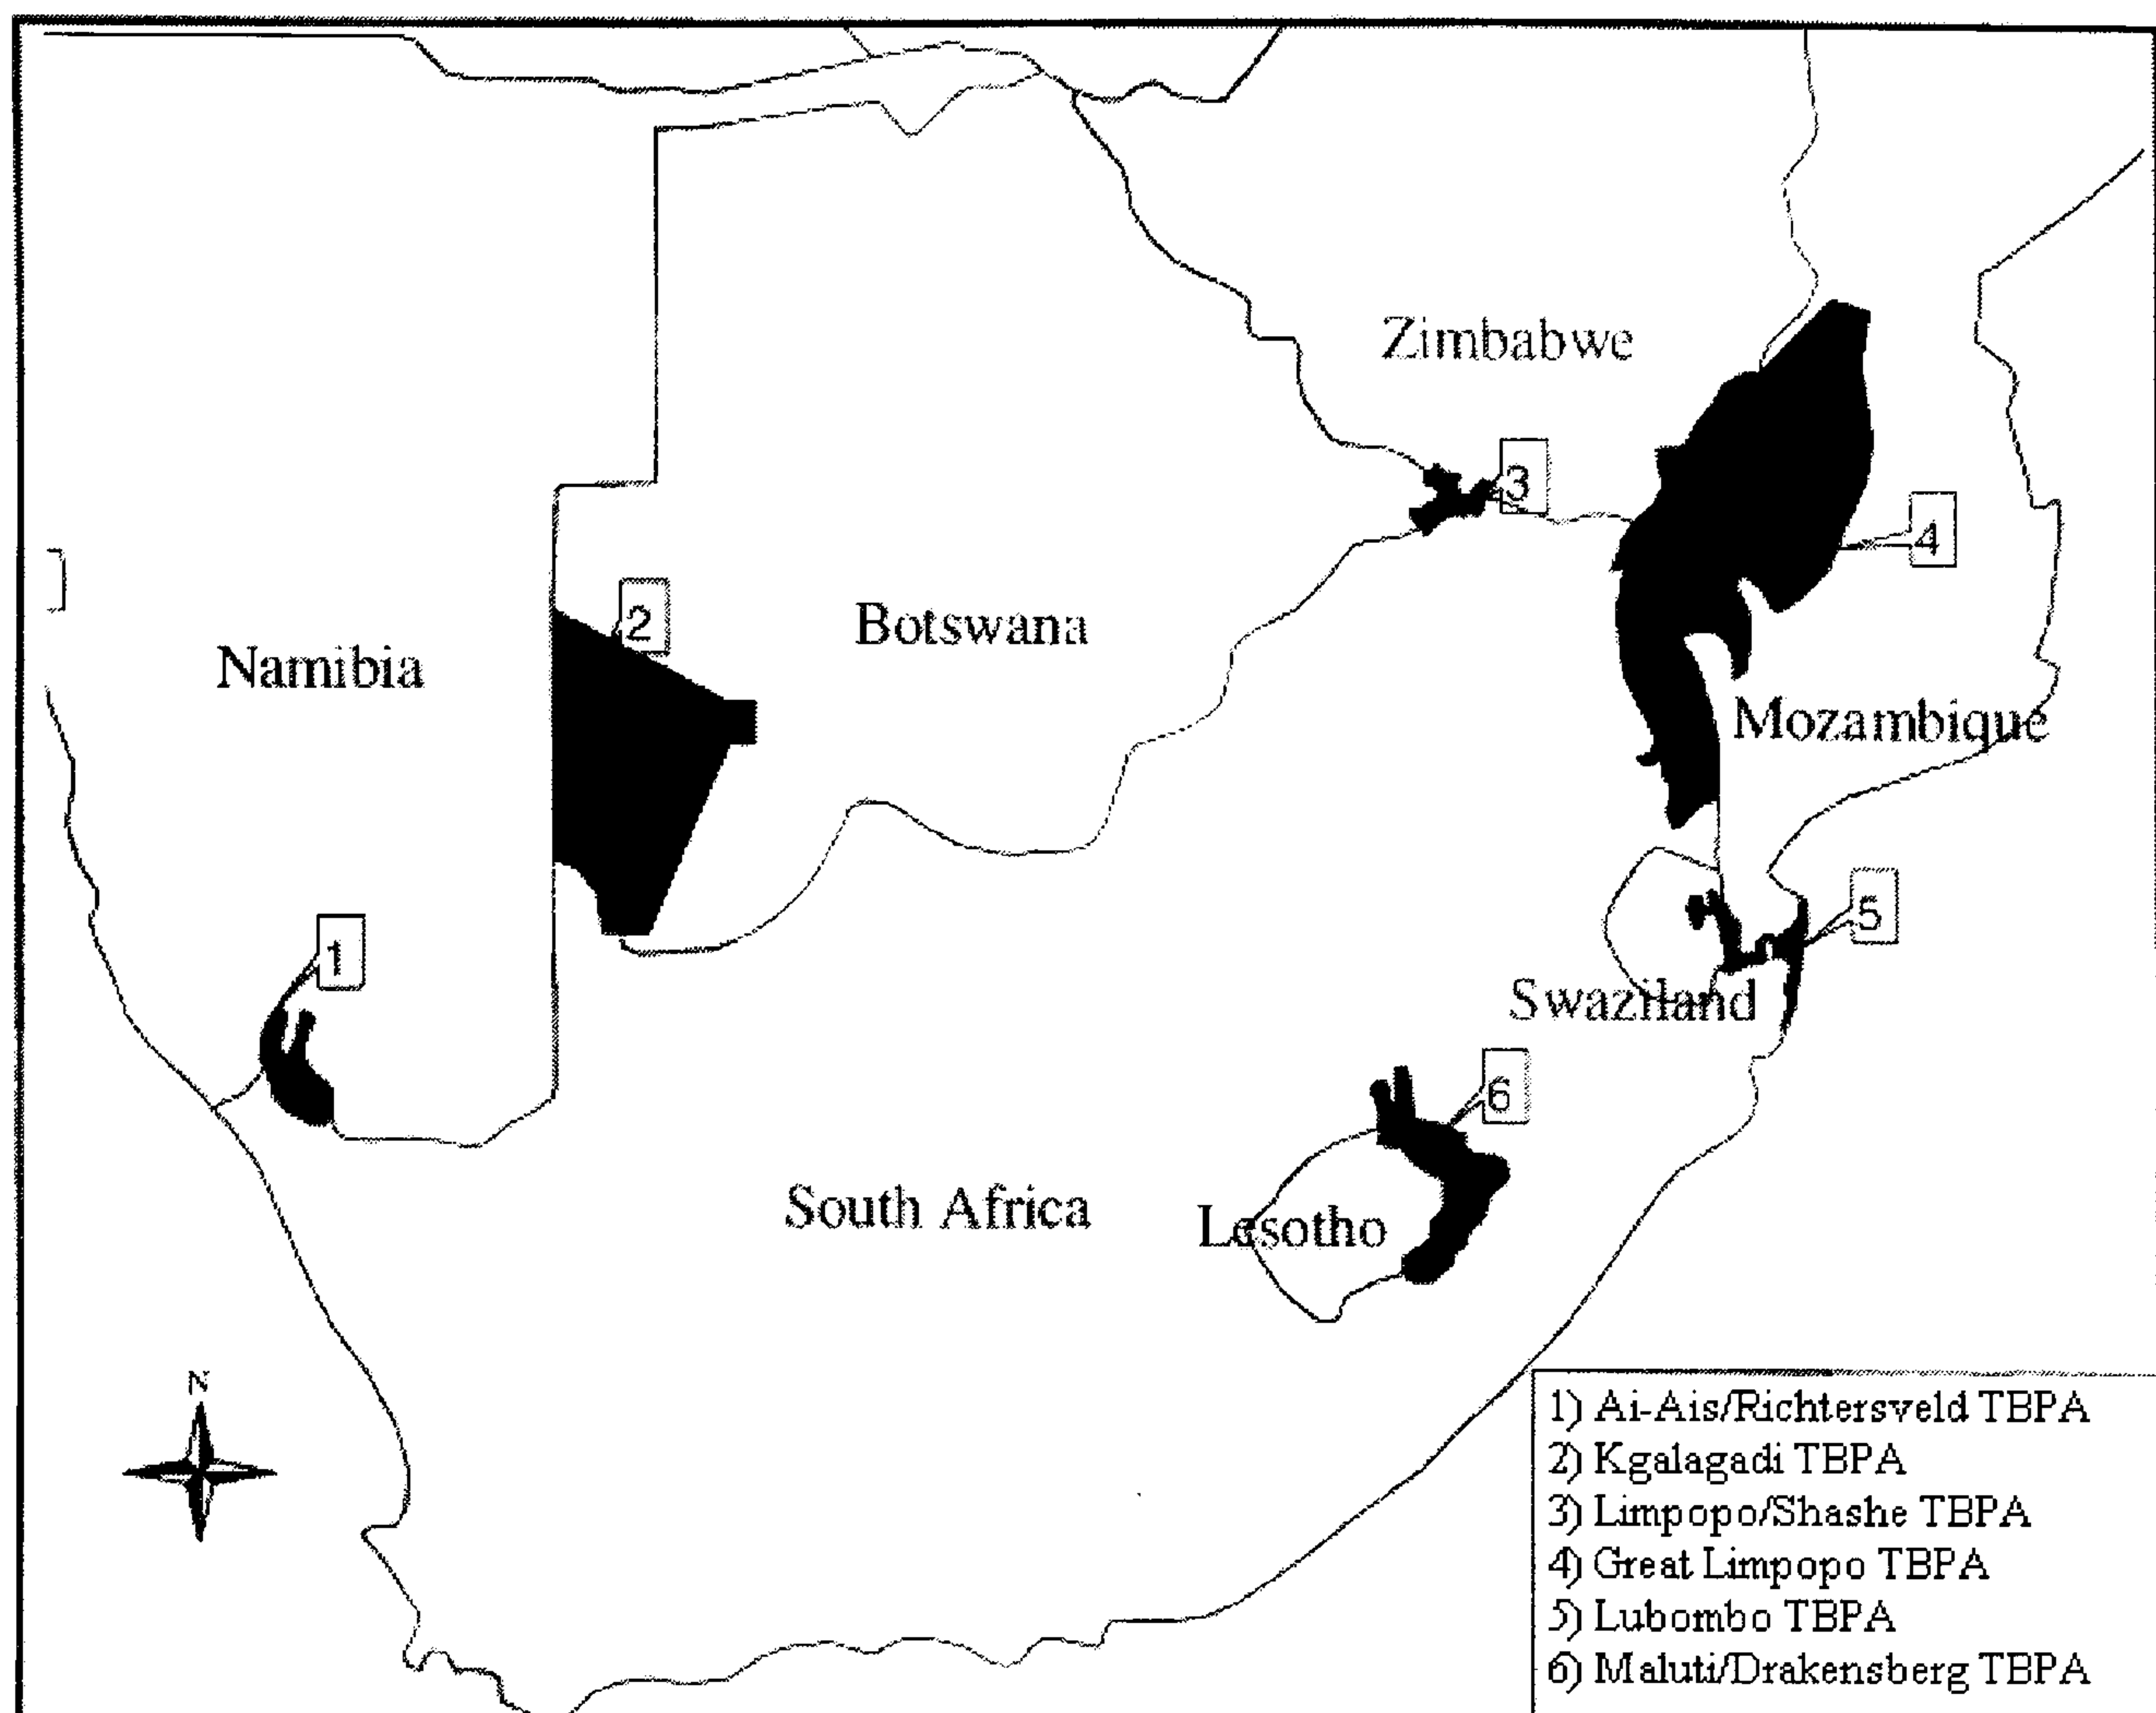 Zimbabwe
3
4
2
Botswana
Namibia
Mozambique
5
1
Swaziland
6
South Africa
Lesotho
N
1) Ai-Ais/Richtersveld TBPA
2) Kgalagadi TBPA
3) Limpopo/Shashe TBPA
4) Great Limpopo TBPA
5) Lubombo TBPA
6) Maluti/Drakensberg TBPA